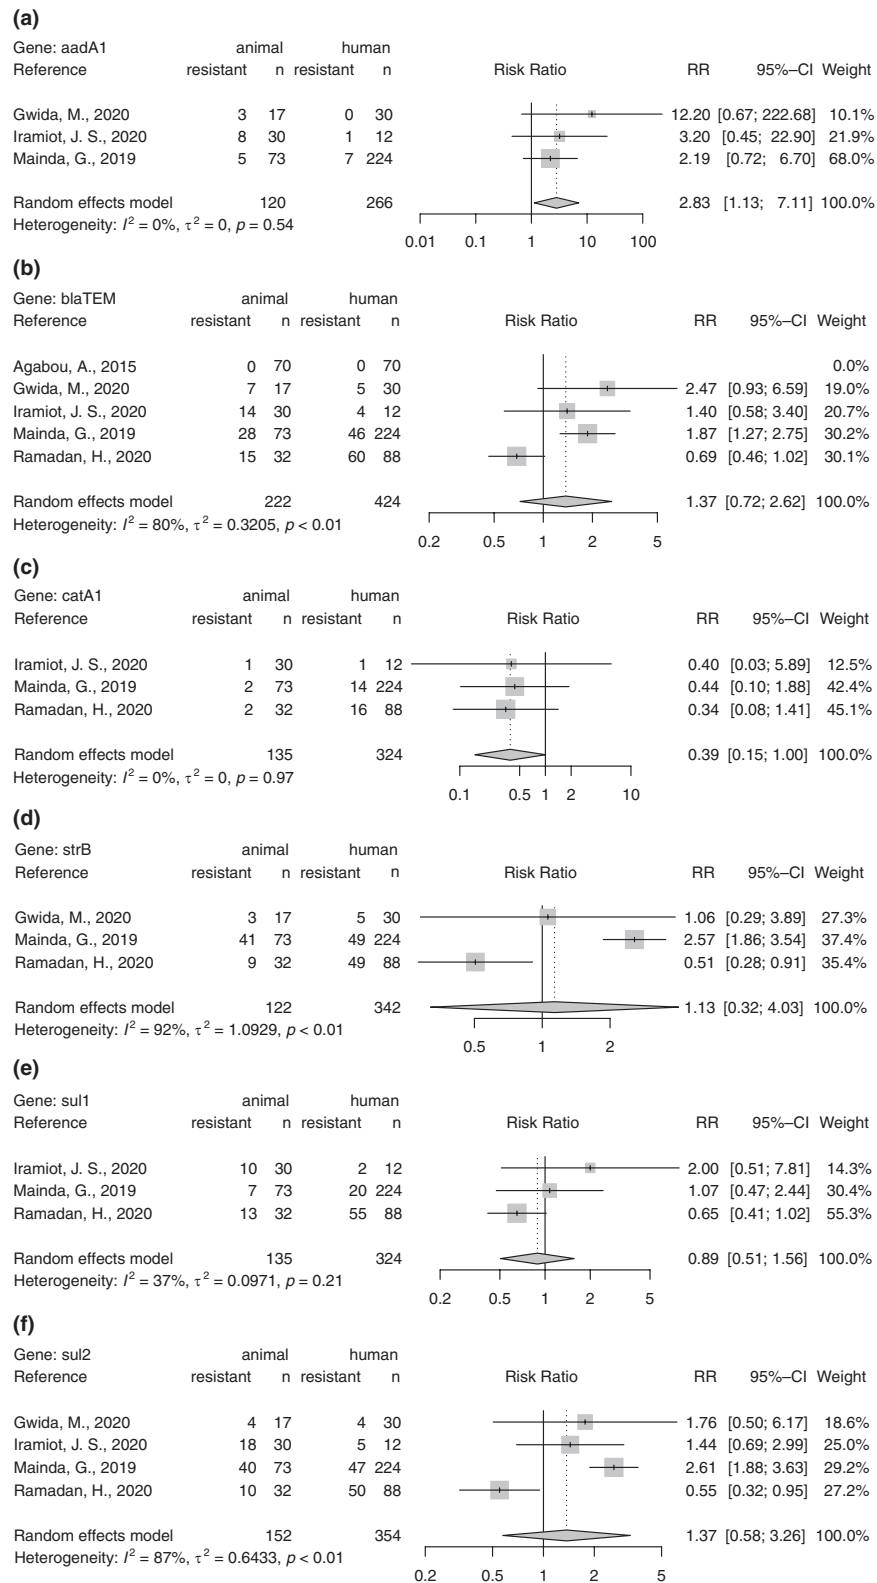 (a)
Gene: aadA1 animal human
Reference resistant n resistant n Risk Ratio RR 95%–CI Weight
Gwida, M., 2020 3 17 0 30 12.20 [0.67; 222.68] 10.1%
Iramiot, J. S., 2020 8 30 1 12 3.20 [0.45; 22.90] 21.9%
Mainda, G., 2019 5 73 7 224 2.19 [0.72; 6.70] 68.0%
Random effects model 120 266 2.83 [1.13; 7.11] 100.0%
Heterogeneity: I² = 0%, τ² = 0, p = 0.54
0.01 0.1 1 10 100
(b)
Gene: blaTEM animal human
Reference resistant n resistant n Risk Ratio RR 95%–CI Weight
Agabou, A., 2015 0 70 0 70 0.0%
Gwida, M., 2020 7 17 5 30 2.47 [0.93; 6.59] 19.0%
Iramiot, J. S., 2020 14 30 4 12 1.40 [0.58; 3.40] 20.7%
Mainda, G., 2019 28 73 46 224 1.87 [1.27; 2.75] 30.2%
Ramadan, H., 2020 15 32 60 88 0.69 [0.46; 1.02] 30.1%
Random effects model 222 424 1.37 [0.72; 2.62] 100.0%
Heterogeneity: I² = 80%, τ² = 0.3205, p < 0.01
0.2 0.5 1 2 5
(c)
Gene: catA1 animal human
Reference resistant n resistant n Risk Ratio RR 95%–CI Weight
Iramiot, J. S., 2020 1 30 1 12 0.40 [0.03; 5.89] 12.5%
Mainda, G., 2019 2 73 14 224 0.44 [0.10; 1.88] 42.4%
Ramadan, H., 2020 2 32 16 88 0.34 [0.08; 1.41] 45.1%
Random effects model 135 324 0.39 [0.15; 1.00] 100.0%
Heterogeneity: I² = 0%, τ² = 0, p = 0.97
0.1 0.5 1 2 10
(d)
Gene: strB animal human
Reference resistant n resistant n Risk Ratio RR 95%–CI Weight
Gwida, M., 2020 3 17 5 30 1.06 [0.29; 3.89] 27.3%
Mainda, G., 2019 41 73 49 224 2.57 [1.86; 3.54] 37.4%
Ramadan, H., 2020 9 32 49 88 0.51 [0.28; 0.91] 35.4%
Random effects model 122 342 1.13 [0.32; 4.03] 100.0%
Heterogeneity: I² = 92%, τ² = 1.0929, p < 0.01
0.5 1 2
(e)
Gene: sul1 animal human
Reference resistant n resistant n Risk Ratio RR 95%–CI Weight
Iramiot, J. S., 2020 10 30 2 12 2.00 [0.51; 7.81] 14.3%
Mainda, G., 2019 7 73 20 224 1.07 [0.47; 2.44] 30.4%
Ramadan, H., 2020 13 32 55 88 0.65 [0.41; 1.02] 55.3%
Random effects model 135 324 0.89 [0.51; 1.56] 100.0%
Heterogeneity: I² = 37%, τ² = 0.0971, p = 0.21
0.2 0.5 1 2 5
(f)
Gene: sul2 animal human
Reference resistant n resistant n Risk Ratio RR 95%–CI Weight
Gwida, M., 2020 4 17 4 30 1.76 [0.50; 6.17] 18.6%
Iramiot, J. S., 2020 18 30 5 12 1.44 [0.69; 2.99] 25.0%
Mainda, G., 2019 40 73 47 224 2.61 [1.88; 3.63] 29.2%
Ramadan, H., 2020 10 32 50 88 0.55 [0.32; 0.95] 27.2%
Random effects model 152 354 1.37 [0.58; 3.26] 100.0%
Heterogeneity: I² = 87%, τ² = 0.6433, p < 0.01
0.2 0.5 1 2 5